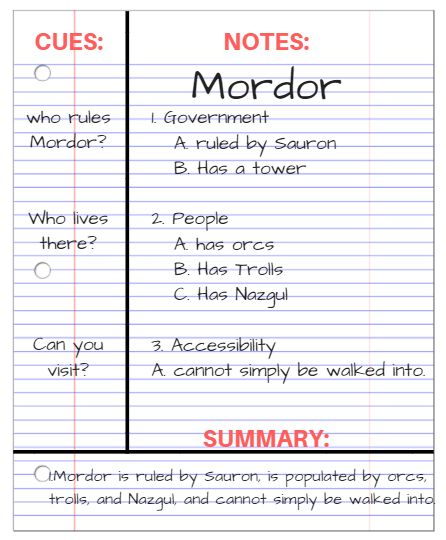 CUES:
NOTES:
Mordor
who rules
Mordor?
1. Government
A. ruled by Sauron
B. Has a tower
Who lives
there?
2. People
A. has orcs
B. Has Trolls
C. Has Nazgul
Can you
visit?
3. Accessibility
A. cannot simply be walked into.
SUMMARY:
1.Mordor is ruled by Sauron, is populated by orcs,
trolls, and Nazgul, and cannot simply be walked into.